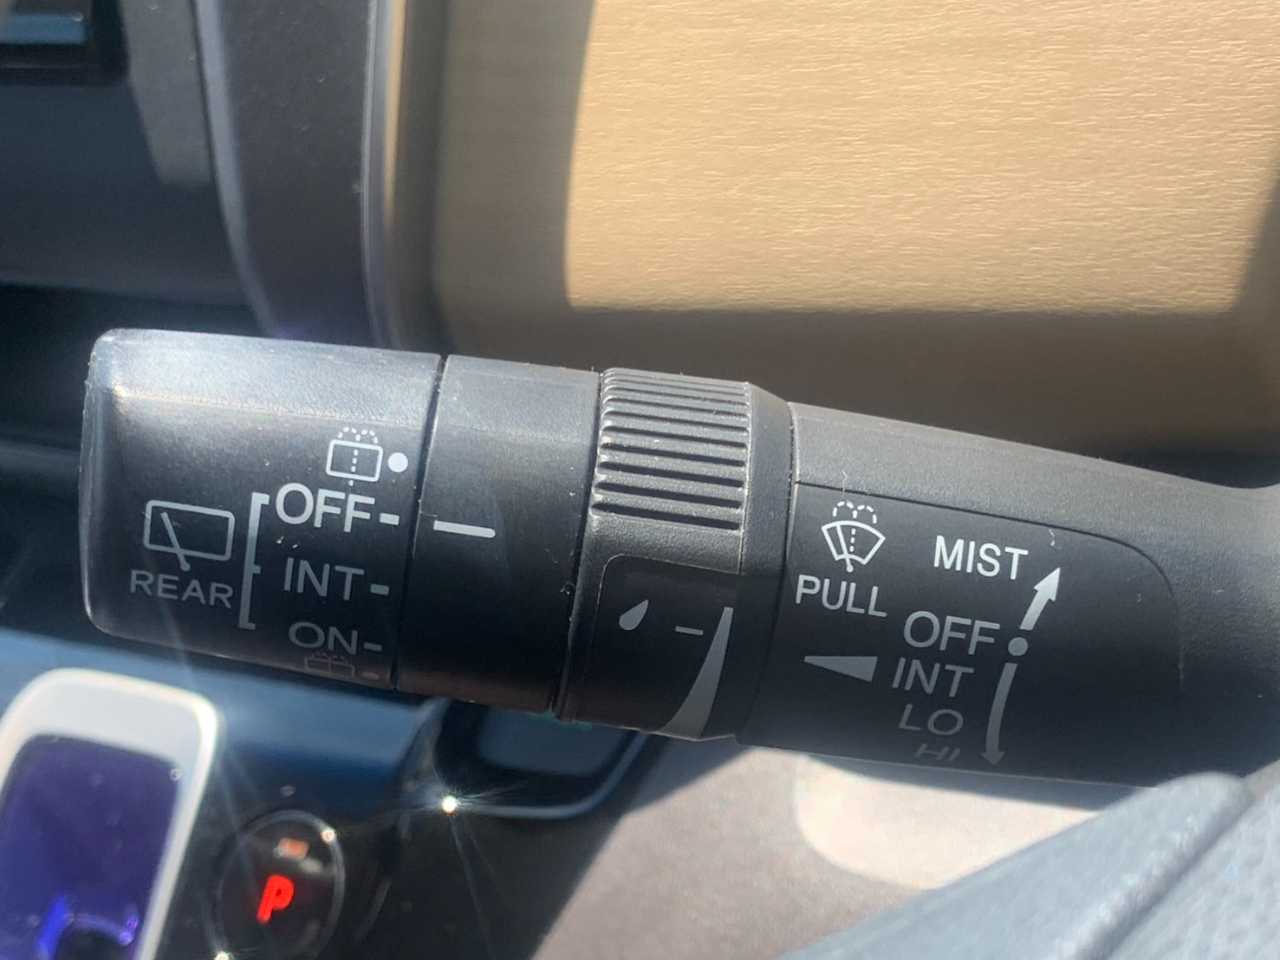 OFF
INT
REAR
ON
MIST
PULL
OFF
INT
LO
HI
P